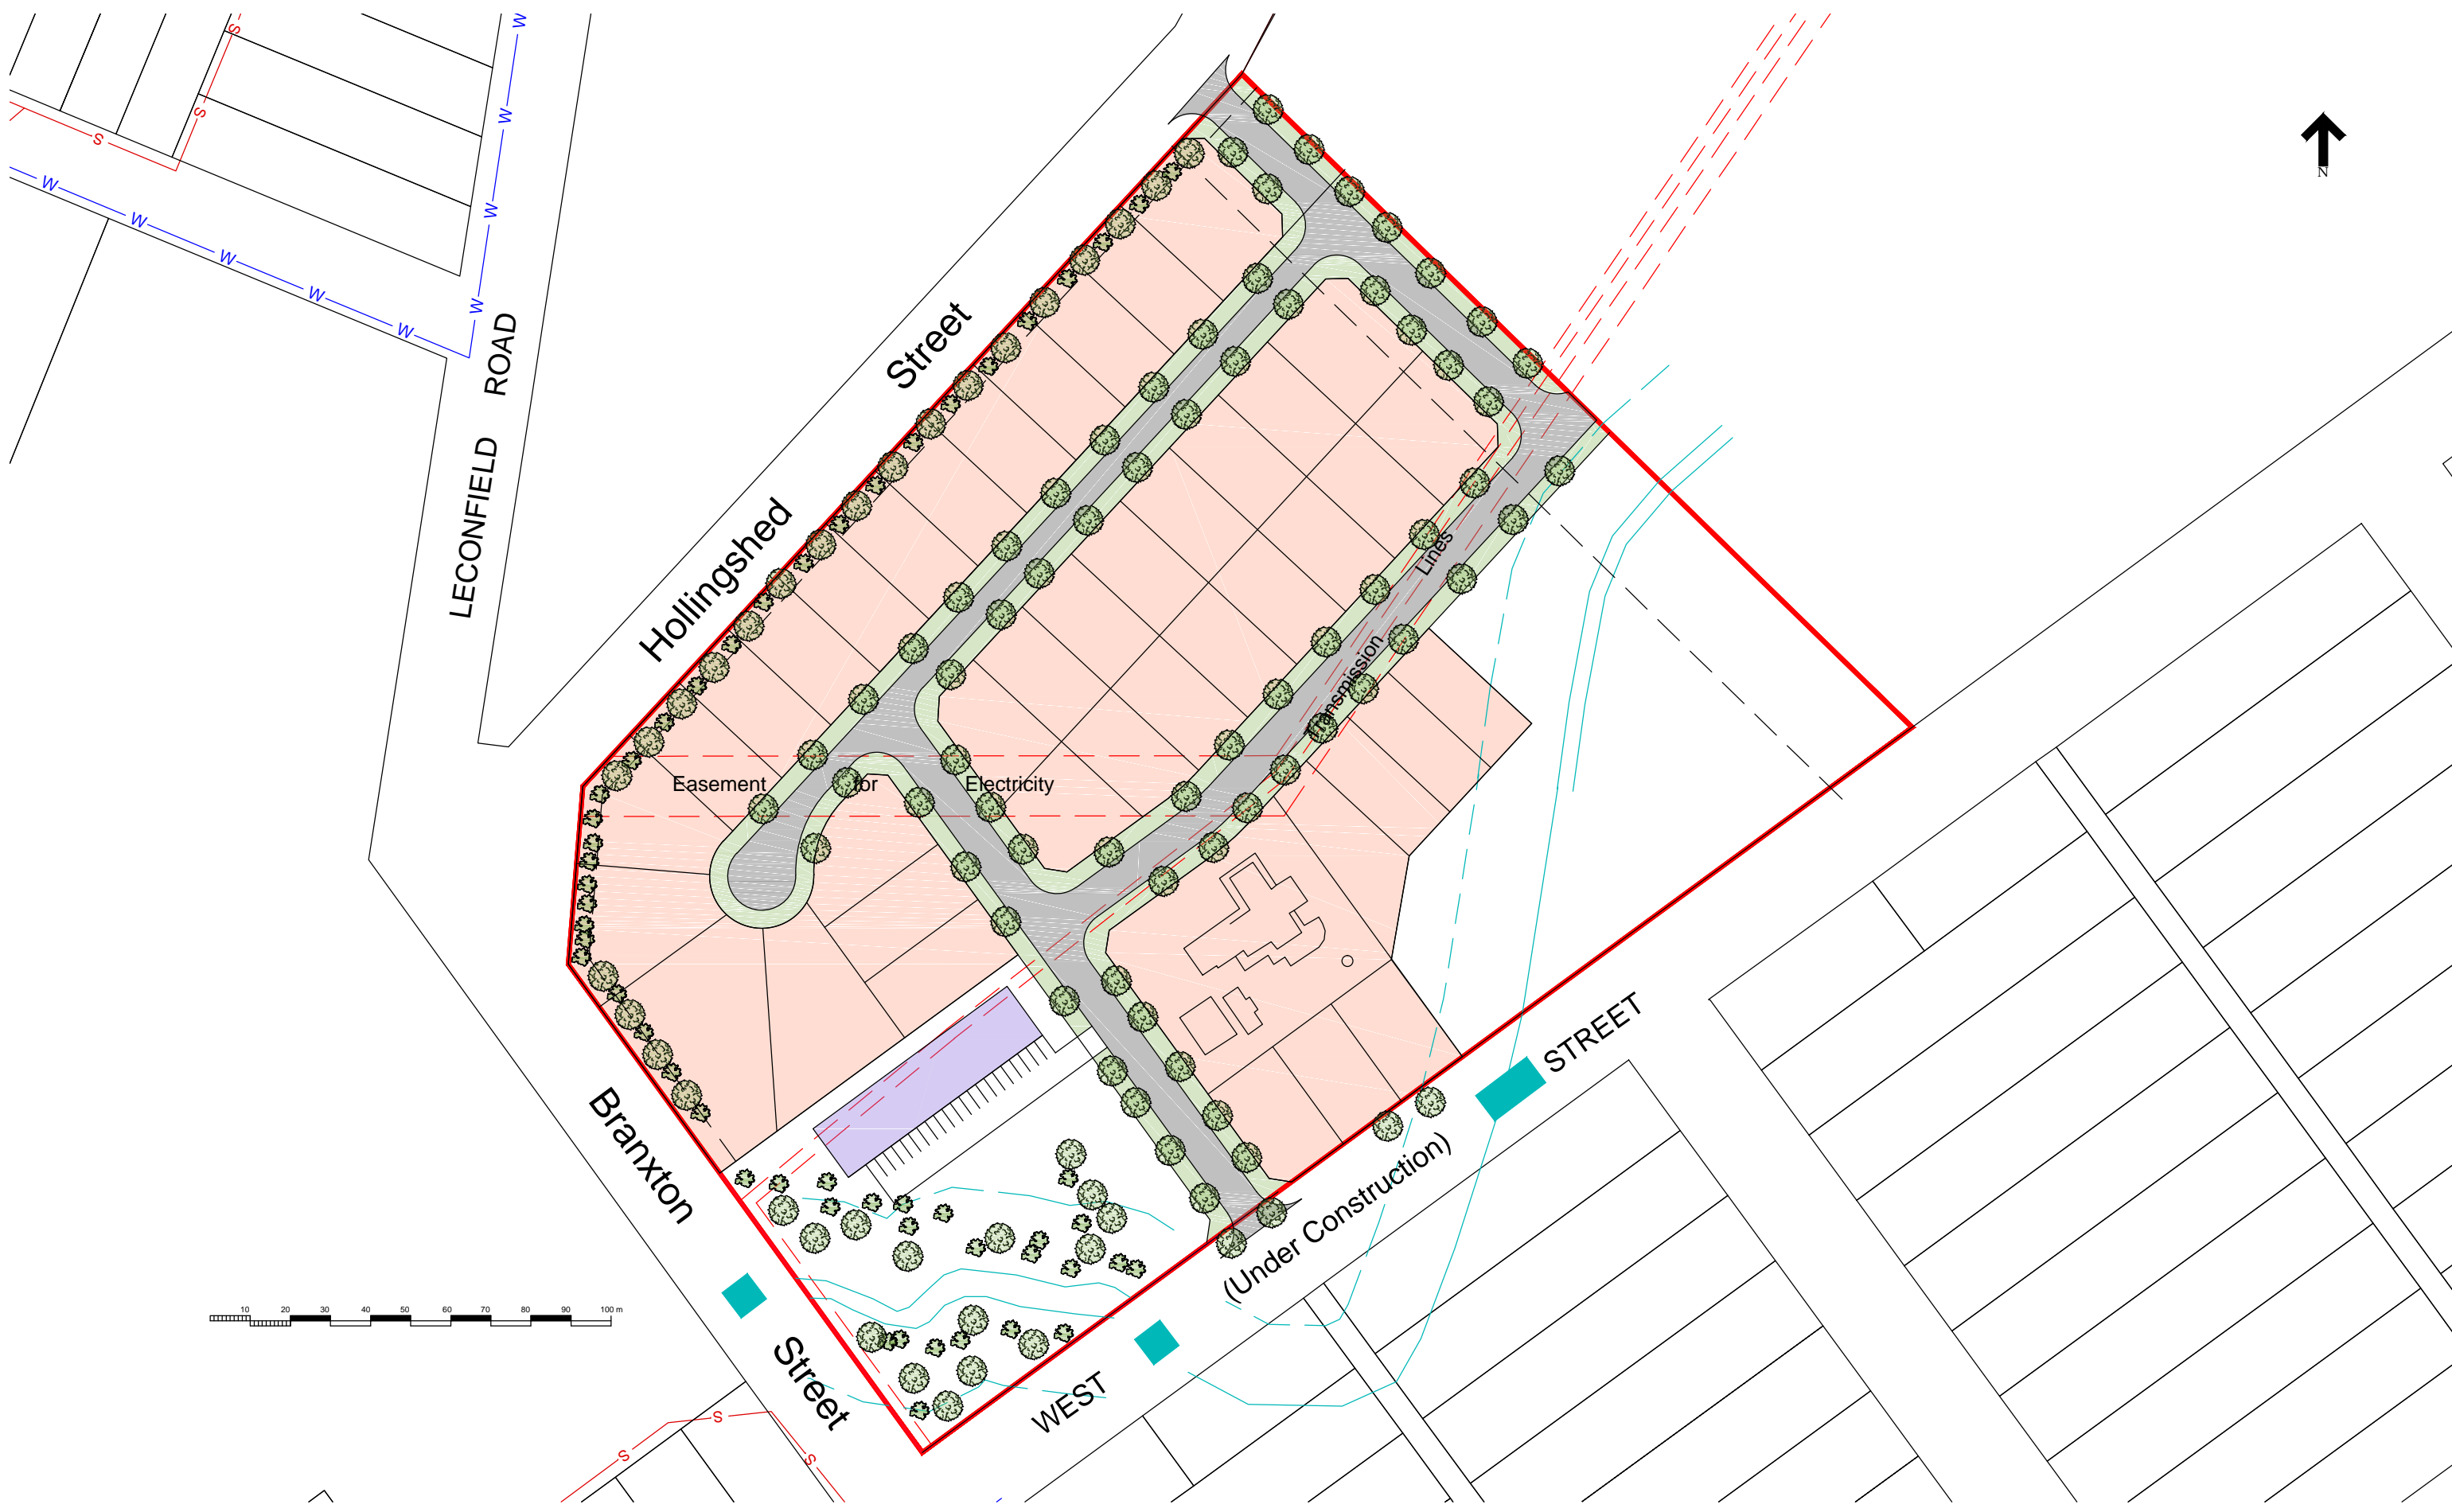 S
S
S
W
W
W
W
W
W
W
W
W
N
LECONFIELD ROAD
Hollingshed Street
Easement for Electricity
Transmission Lines
Branxton Street
WEST STREET
(Under Construction)
10 20 30 40 50 60 70 80 90 100 m
S
S
S